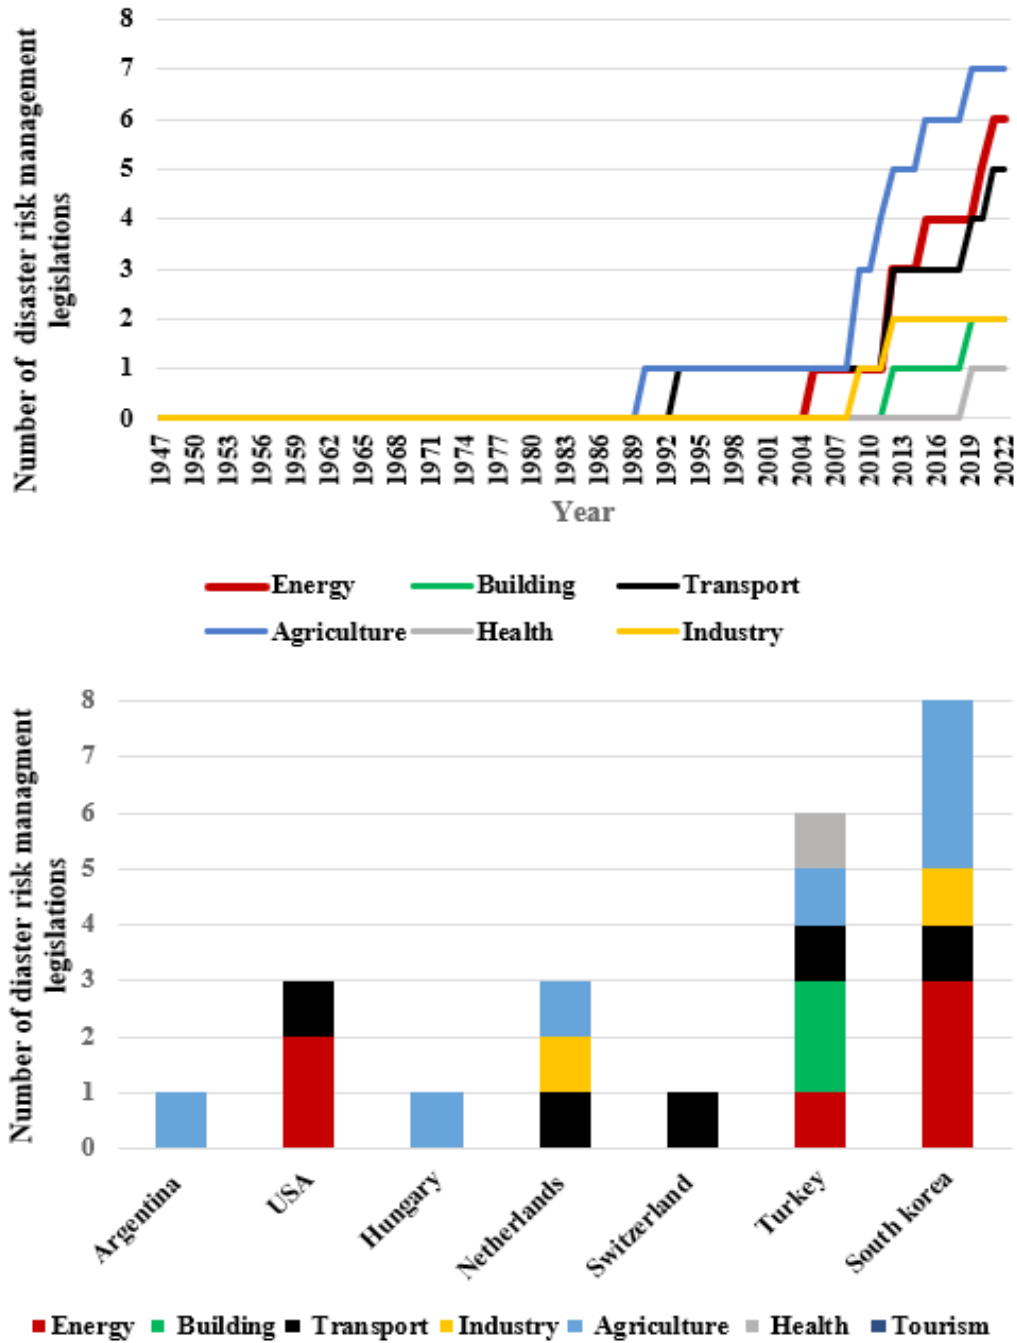 Number of disaster risk management
legislations
8
7
6
5
4
3
2
1
0
1947
1950
1953
1956
1959
1962
1965
1968
1971
1974
1977
1980
1983
1986
1989
1992
1995
1998
2001
2004
2007
2010
2013
2016
2019
2022
Year
Energy Building Transport
Agriculture Health Industry
Number of diaster risk managment
legislations
8
7
6
5
4
3
2
1
0
Argentina
USA
Hungary
Netherlands
Switzerland
Turkey
South korea
Energy Building Transport Industry Agriculture Health Tourism